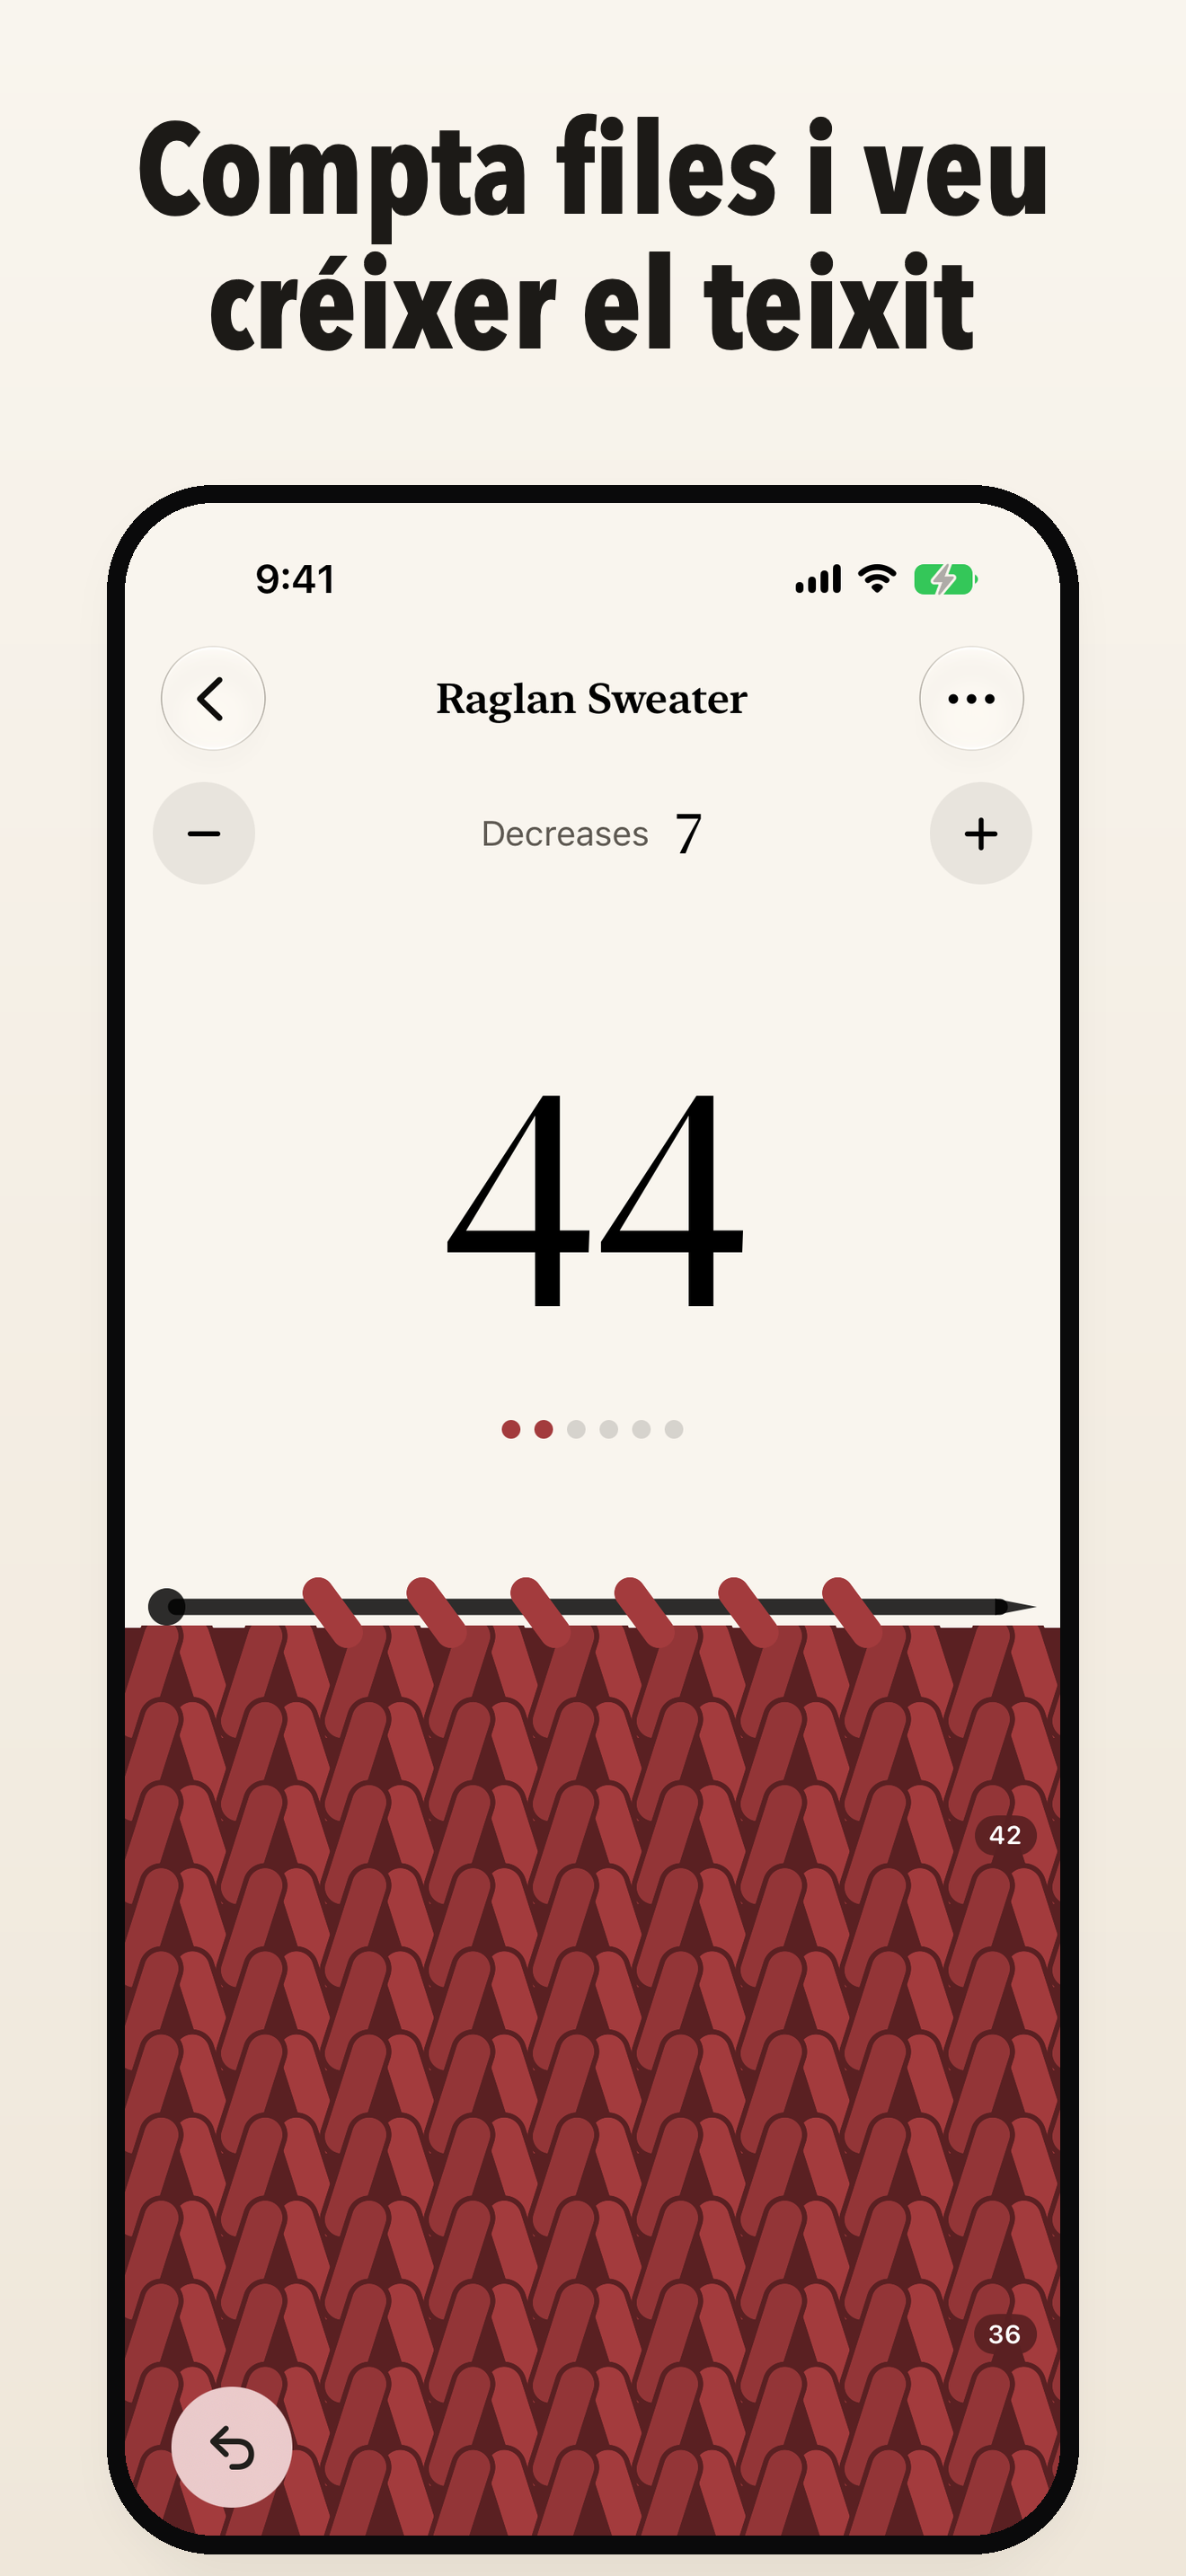 Compta files i veu
créixer el teixit
9:41
Raglan Sweater
Decreases 7
44
42
36